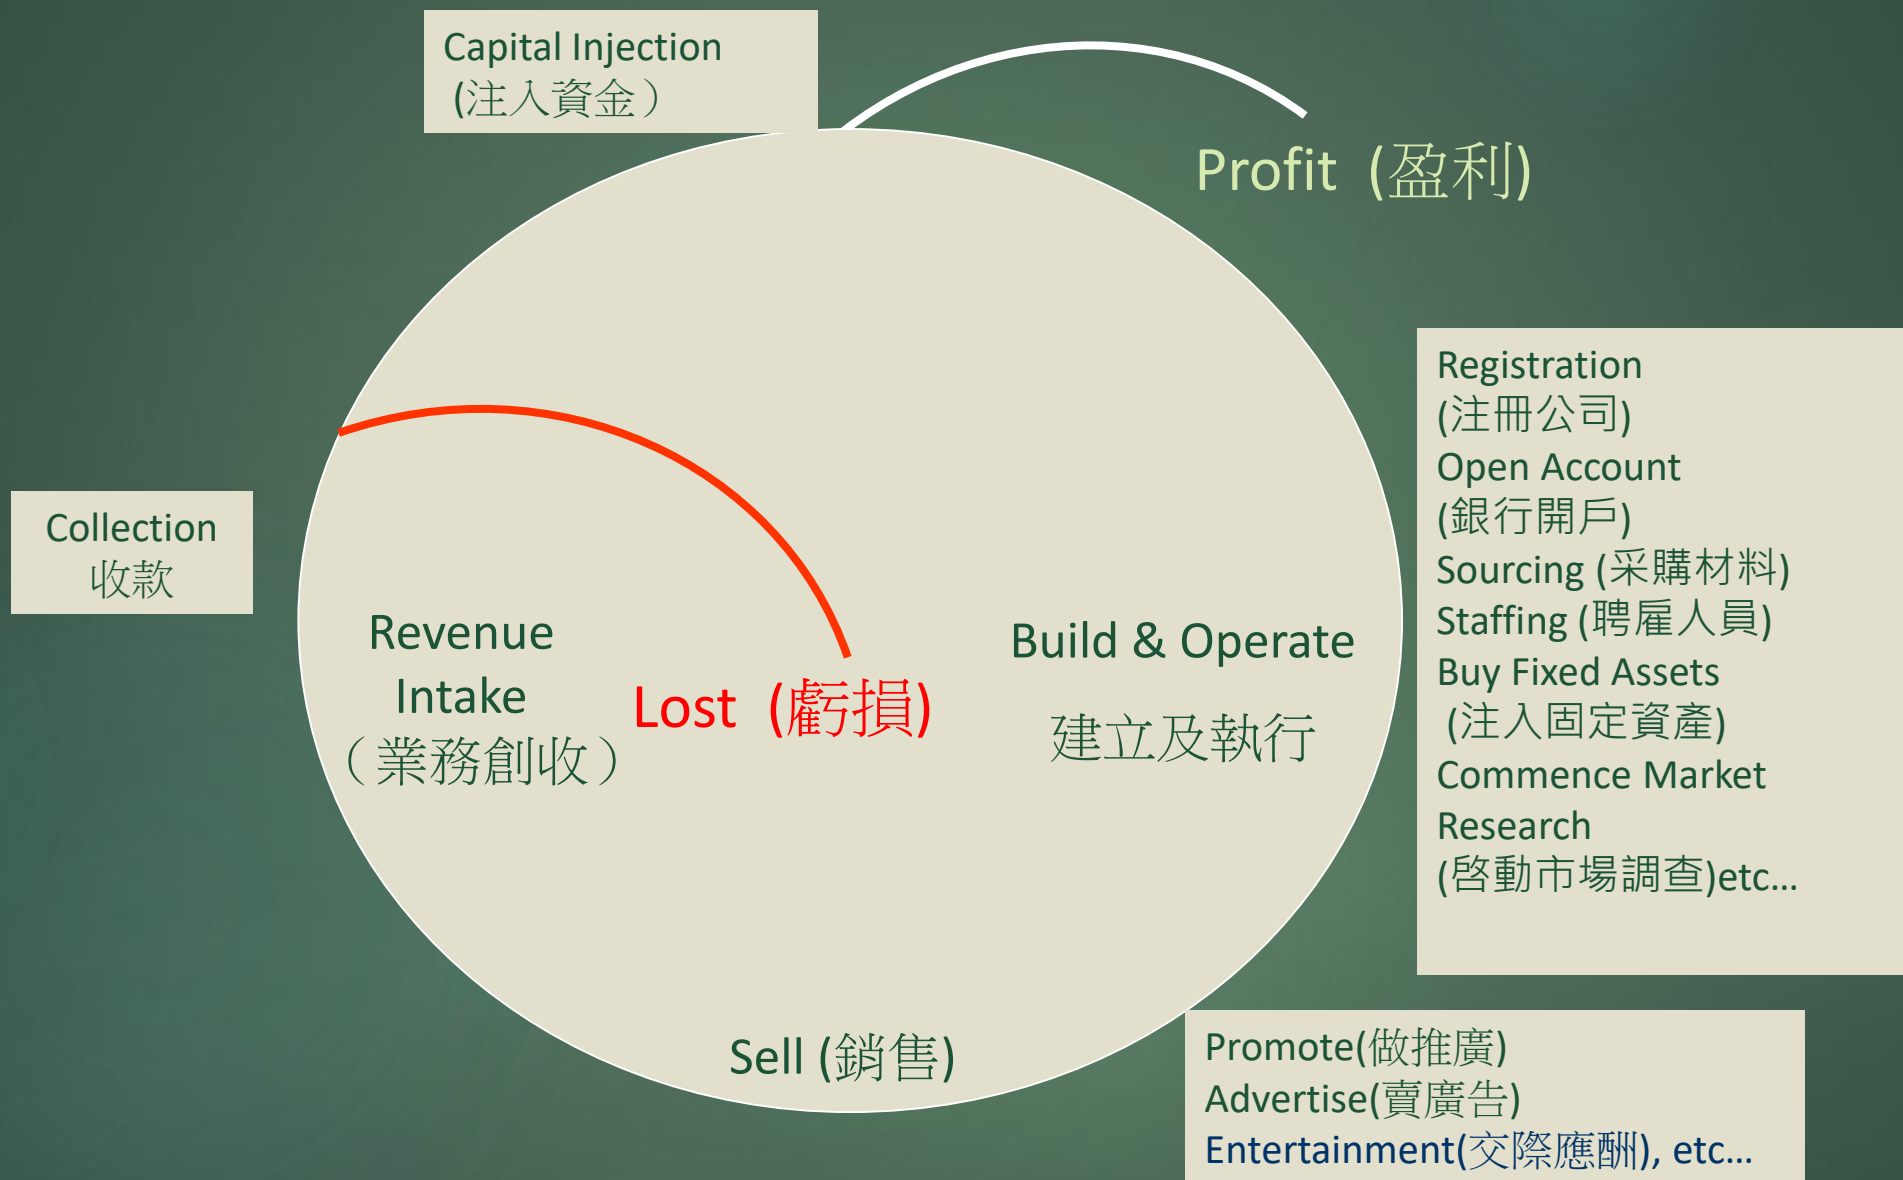 Capital Injection
(注入資金）
Profit (盈利)
Registration
(注冊公司)
Open Account
(銀行開戶)
Sourcing (采購材料)
Staffing (聘雇人員)
Buy Fixed Assets
(注入固定資產)
Commence Market
Research
(啓動市場調查)etc...
Collection
收款
Revenue
Intake
（業務創收）
Lost (虧損)
Build & Operate
建立及執行
Sell (銷售)
Promote(做推廣)
Advertise(賣廣告)
Entertainment(交際應酬), etc...